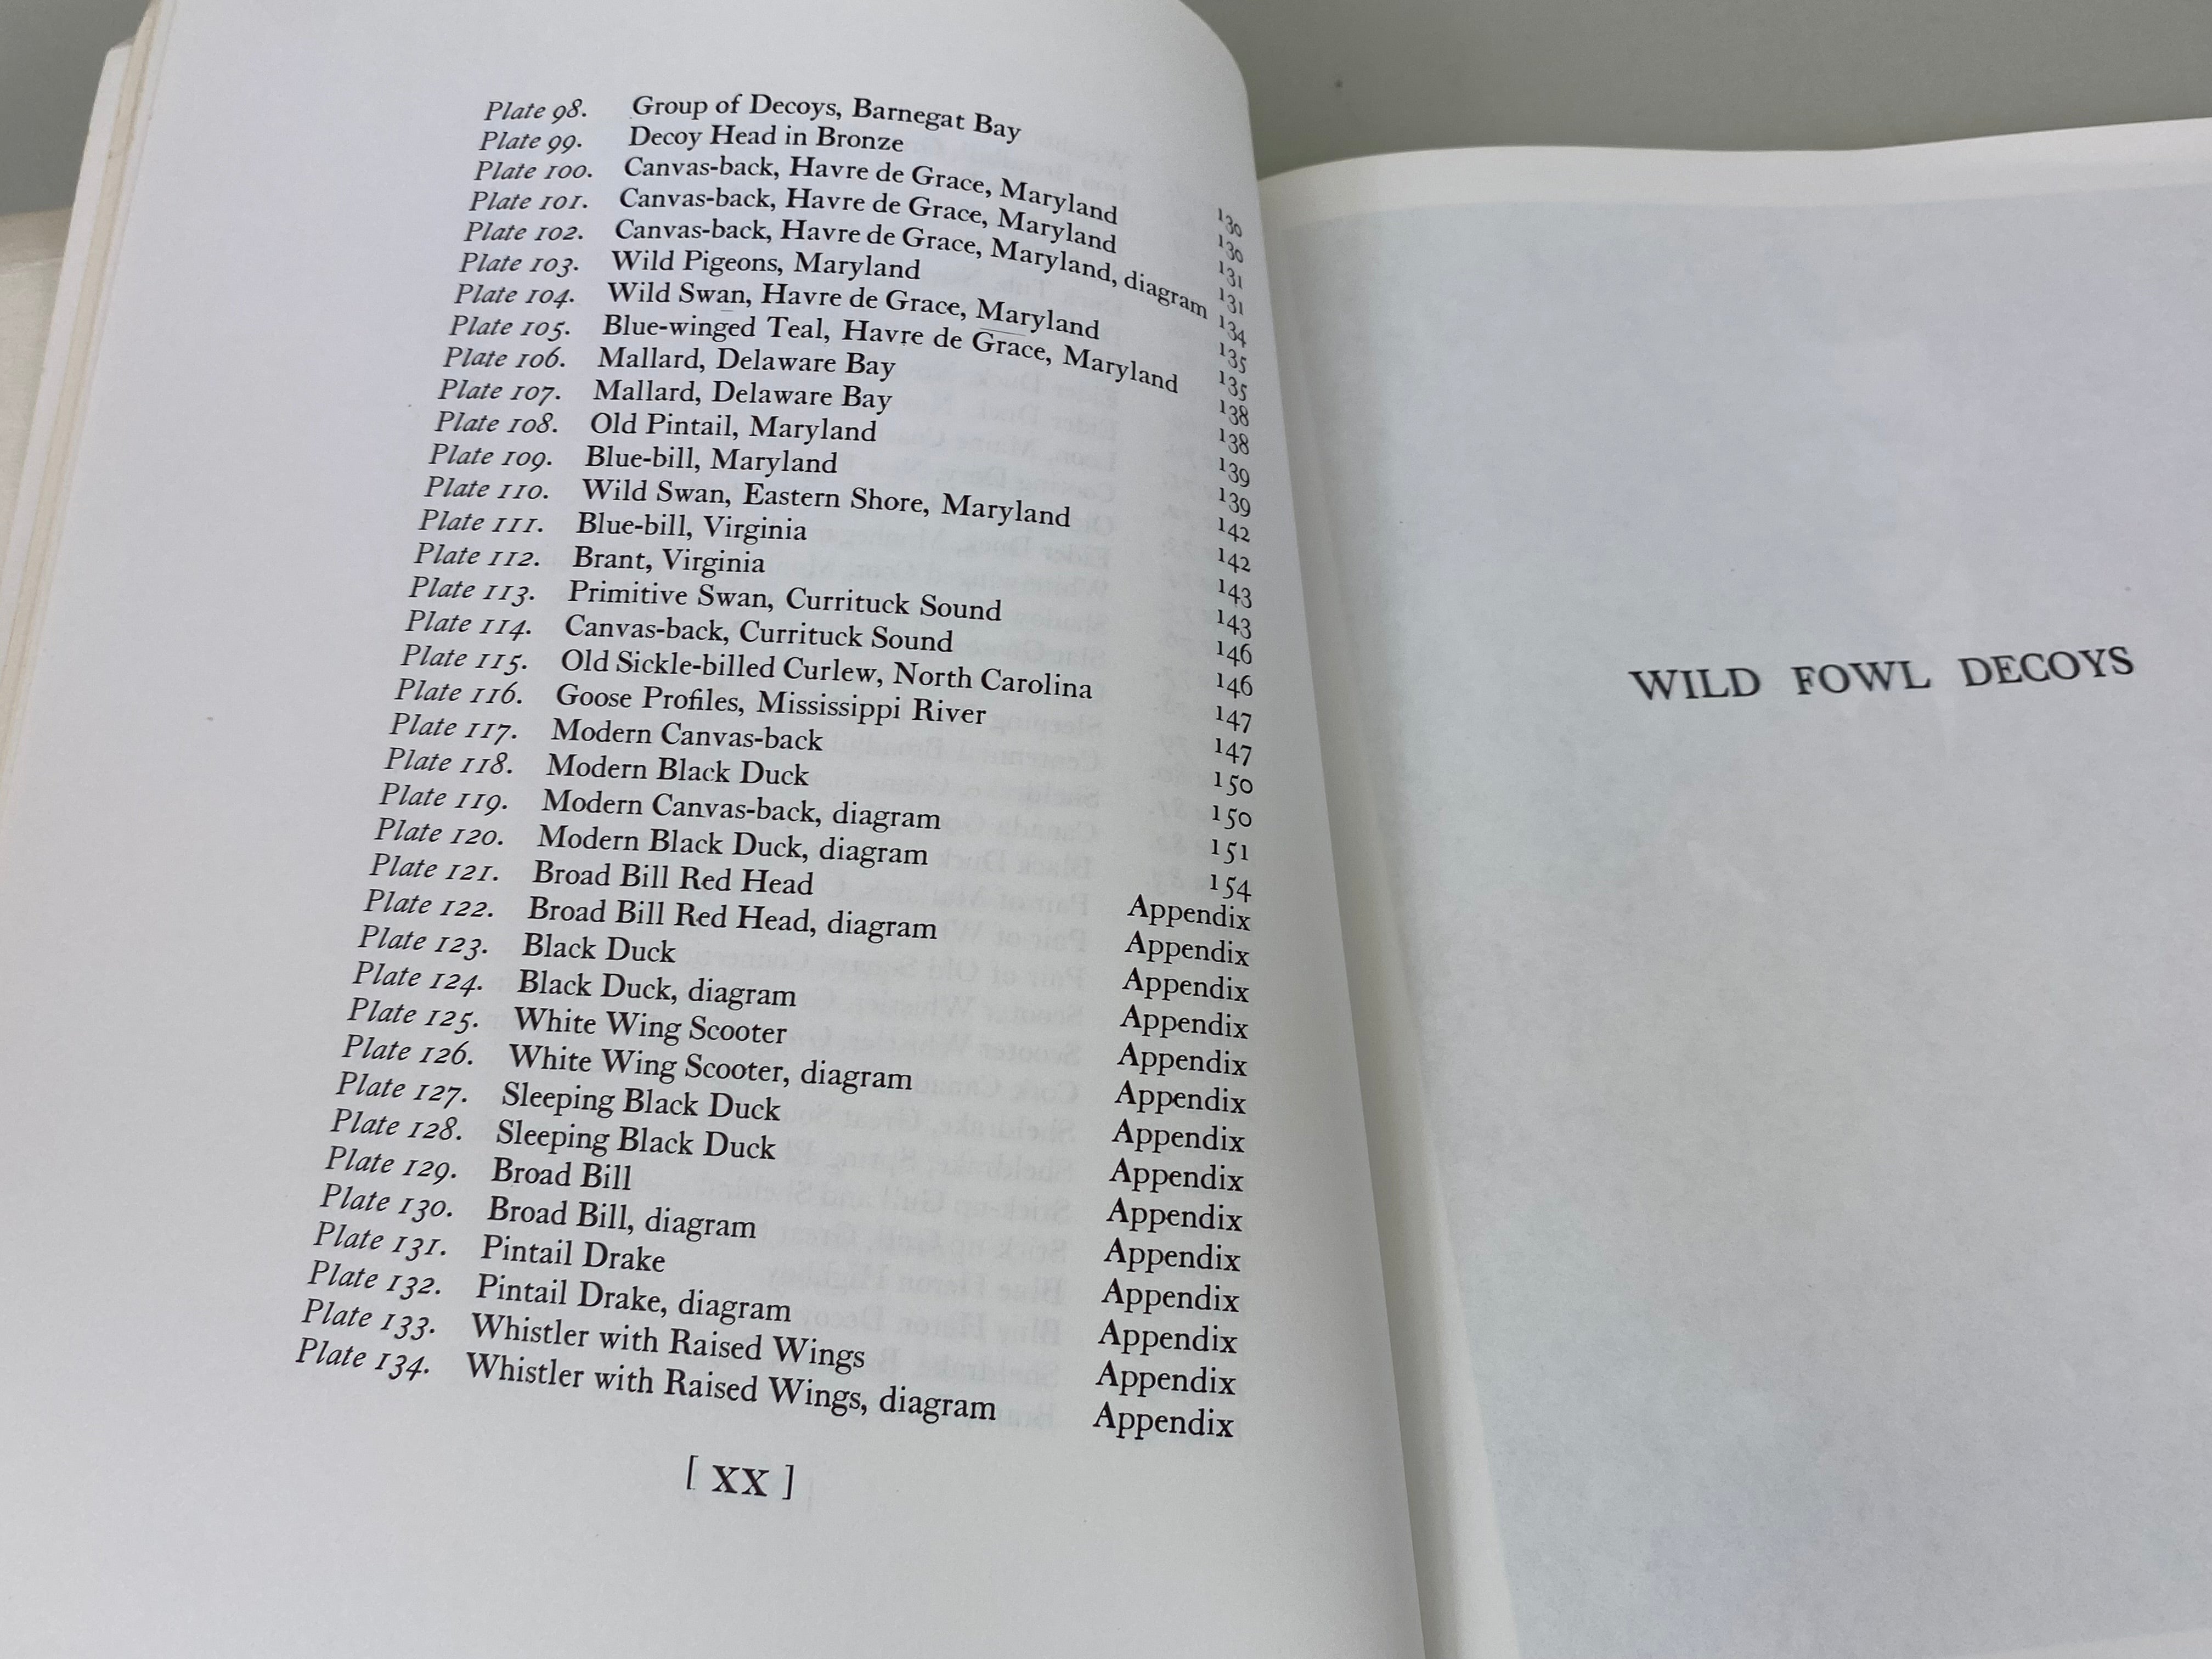 Plate 98. Group of Decoys, Barnegat Bay 130
Plate 99. Decoy Head in Bronze 130
Plate 100. Canvas-back, Havre de Grace, Maryland 131
Plate 101. Canvas-back, Havre de Grace, Maryland 131
Plate 102. Canvas-back, Havre de Grace, Maryland, diagram 134
Plate 103. Wild Pigeons, Maryland 135
Plate 104. Wild Swan, Havre de Grace, Maryland 135
Plate 105. Blue-winged Teal, Havre de Grace, Maryland 138
Plate 106. Mallard, Delaware Bay 138
Plate 107. Mallard, Delaware Bay 139
Plate 108. Old Pintail, Maryland 139
Plate 109. Blue-bill, Maryland 142
Plate 110. Wild Swan, Eastern Shore, Maryland 142
Plate 111. Blue-bill, Virginia 143
Plate 112. Brant, Virginia 143
Plate 113. Primitive Swan, Currituck Sound 146
Plate 114. Canvas-back, Currituck Sound 146
Plate 115. Old Sickle-billed Curlew, North Carolina 147
Plate 116. Goose Profiles, Mississippi River 147
Plate 117. Modern Canvas-back 150
Plate 118. Modern Black Duck 150
Plate 119. Modern Canvas-back, diagram 151
Plate 120. Modern Black Duck, diagram 154
Plate 121. Broad Bill Red Head Appendix
Plate 122. Broad Bill Red Head, diagram Appendix
Plate 123. Black Duck Appendix
Plate 124. Black Duck, diagram Appendix
Plate 125. White Wing Scooter Appendix
Plate 126. White Wing Scooter, diagram Appendix
Plate 127. Sleeping Black Duck Appendix
Plate 128. Sleeping Black Duck Appendix
Plate 129. Broad Bill Appendix
Plate 130. Broad Bill, diagram Appendix
Plate 131. Pintail Drake Appendix
Plate 132. Pintail Drake, diagram Appendix
Plate 133. Whistler with Raised Wings Appendix
Plate 134. Whistler with Raised Wings, diagram Appendix
[ XX ]
WILD FOWL DECOYS